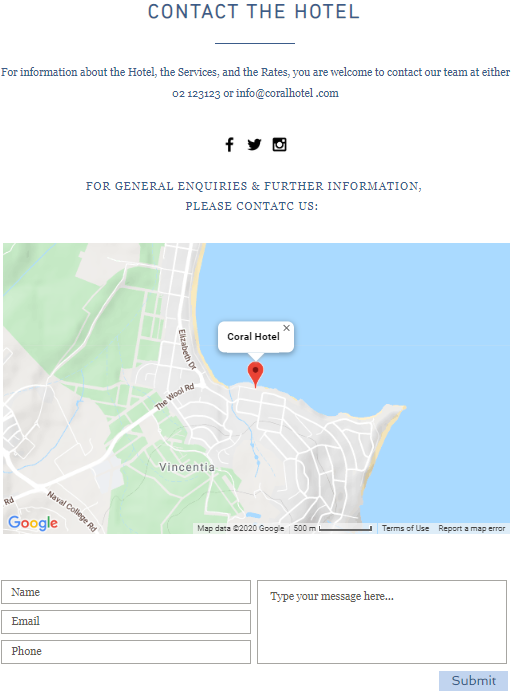 CONTACT THE HOTEL
For information about the Hotel, the Services, and the Rates, you are welcome to contact our team at either
02 123123 or info@coralhotel .com
FOR GENERAL ENQUIRIES & FURTHER INFORMATION,
PLEASE CONTATC US:
Coral Hotel
Elizabeth Dr
The Wool Rd
Vincentia
Rd
Naval College Rd
Google
Map data ©2020 Google
500 m
Terms of Use
Report a map error
Name
Email
Phone
Type your message here...
Submit